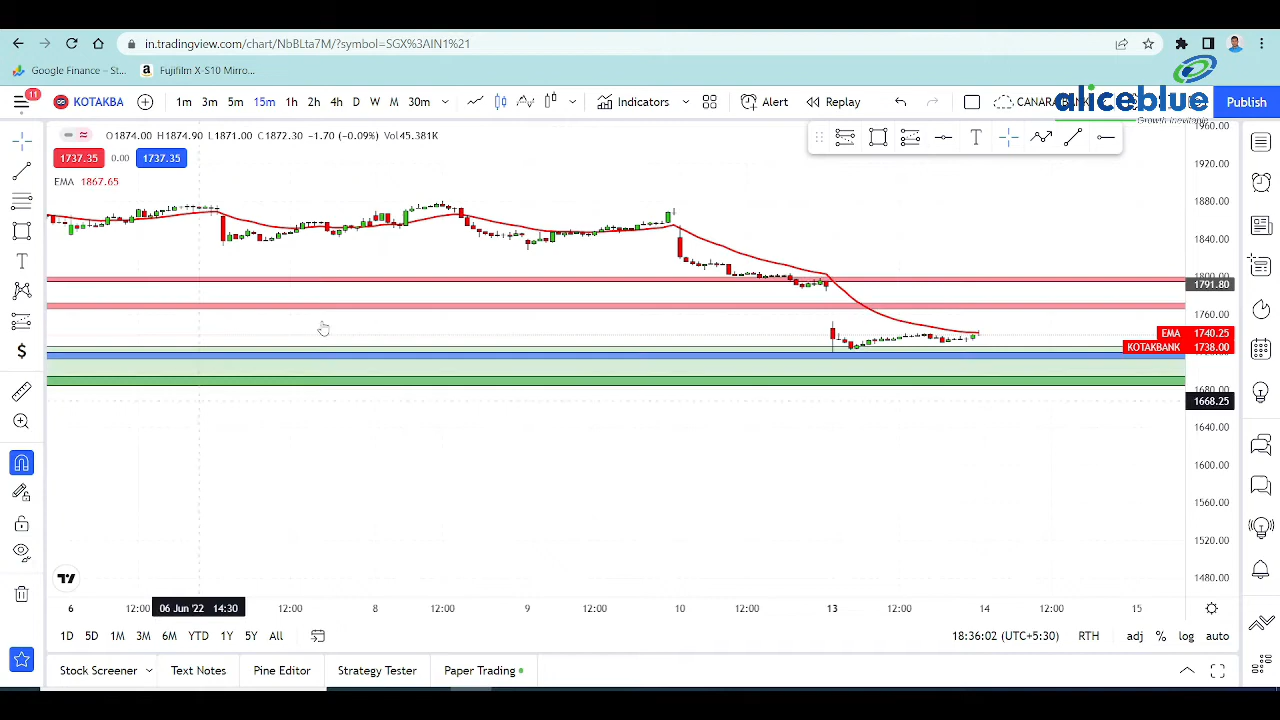 in.tradingview.com/chart/NbBLta7M/?symbol=SGX%3AIN1%21
Google Finance – St...
Fujifilm X-S10 Mirro...
11
KOTAKBA
1m 3m 5m 15m 1h 2h 4h D W M 30m
Indicators
Alert
Replay
CANARA
aliceblue
Growth Inevitable
Publish
O1874.00 H1874.90 L1871.00 C1872.30 −1.70 (−0.09%) Vol45.381K
1737.35 0.00 1737.35
EMA 1867.65
1960.00
1920.00
1880.00
1840.00
1800.00
1791.80
1760.00
EMA 1740.25
KOTAKBANK 1738.00
1680.00
1668.25
1640.00
1600.00
1560.00
1520.00
1480.00
6 12:00 06 Jun '22 14:30 12:00 8 12:00 9 12:00 10 12:00 13 12:00 14 12:00 15
1D 5D 1M 3M 6M YTD 1Y 5Y All
18:36:02 (UTC+5:30) RTH adj % log auto
Stock Screener Text Notes Pine Editor Strategy Tester Paper Trading